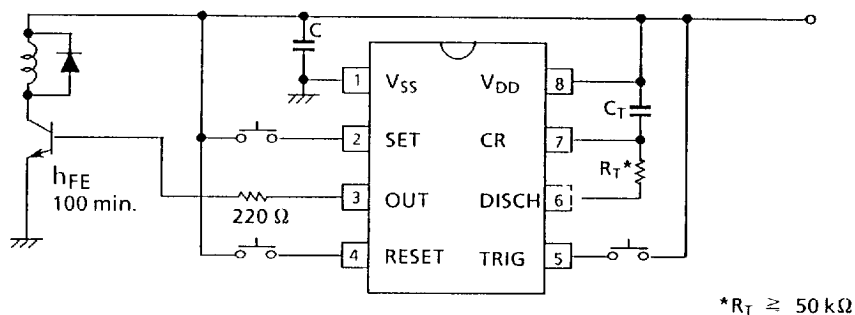 C
1 VSS VDD 8
CT
2 SET CR 7
RT*
hFE
100 min.
220 Ω
3 OUT DISCH 6
4 RESET TRIG 5
*RT ≧ 50 kΩ